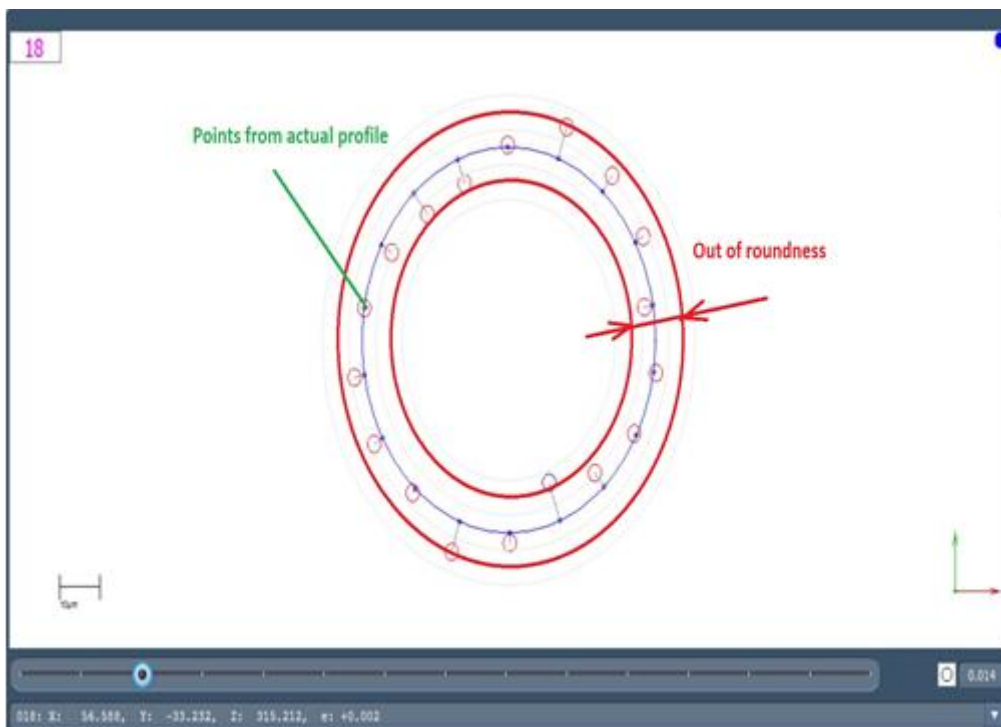 18
Points from actual profile
Out of roundness
10μm
0.014
018: X: 56.588, Y: -33.232, Z: 315.212, e: +0.002